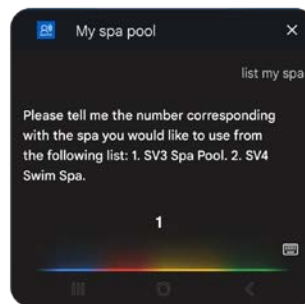 My spa pool
list my spa
Please tell me the number corresponding
with the spa you would like to use from
the following list: 1. SV3 Spa Pool. 2. SV4
Swim Spa.
1